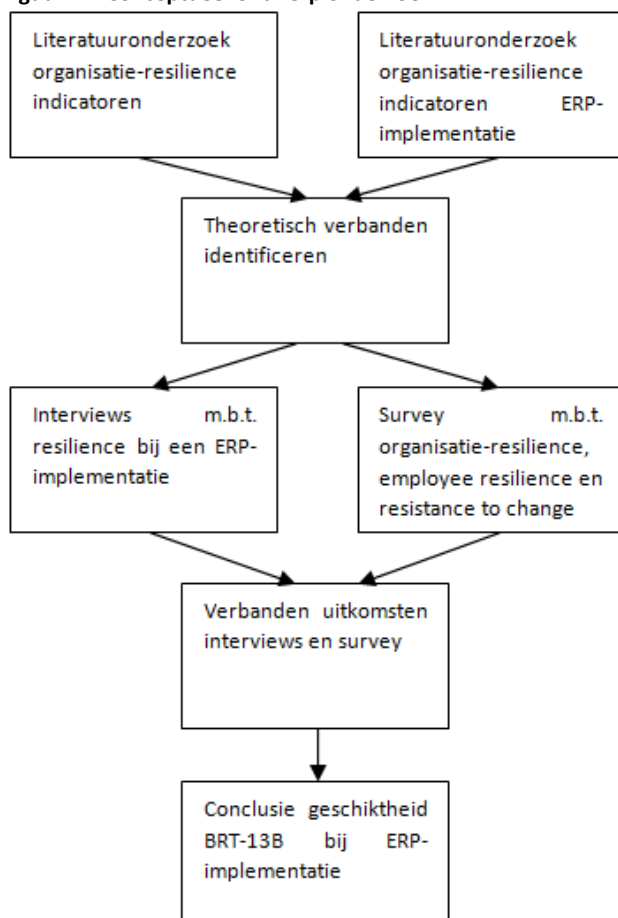 Literatuuronderzoek
organisatie-resilience
indicatoren
Literatuuronderzoek
organisatie-resilience
indicatoren ERP-
implementatie
Theoretisch verbanden
identificeren
Interviews m.b.t.
resilience bij een ERP-
implementatie
Survey m.b.t.
organisatie-resilience,
employee resilience en
resistance to change
Verbanden uitkomsten
interviews en survey
Conclusie geschiktheid
BRT-13B bij ERP-
implementatie